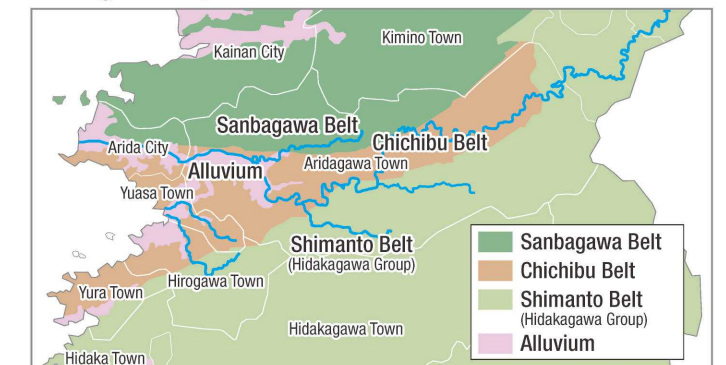 Kimino Town
Kainan City
Sanbagawa Belt
Chichibu Belt
Arida City
Aridagawa Town
Alluvium
Yuasa Town
Shimanto Belt
(Hidakagawa Group)
Hirogawa Town
Yura Town
Hidakagawa Town
Hidaka Town
Sanbagawa Belt
Chichibu Belt
Shimanto Belt
(Hidakagawa Group)
Alluvium